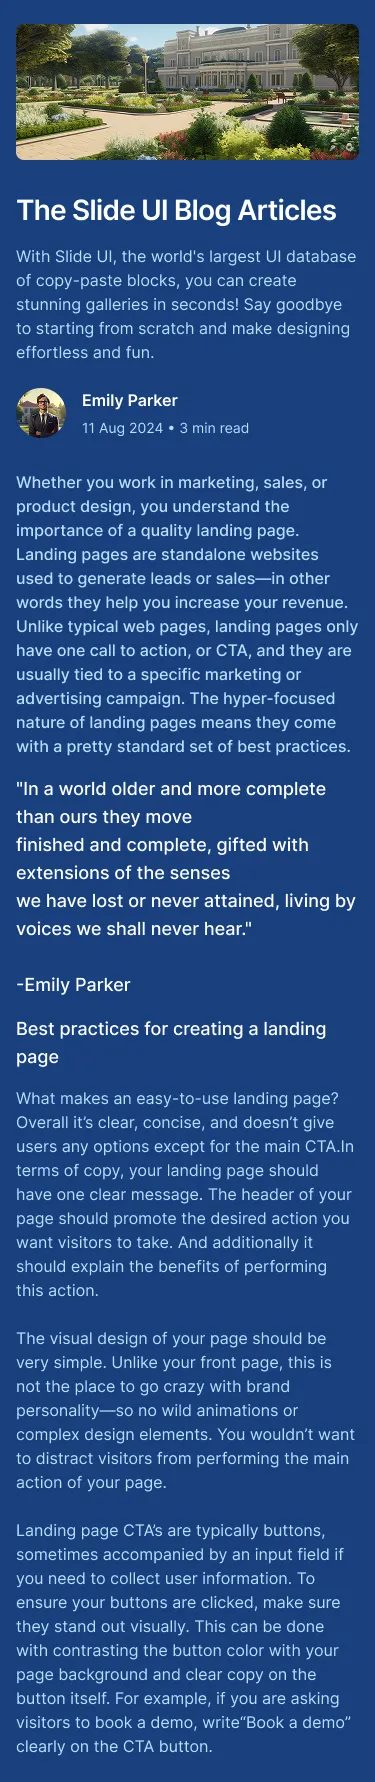 The Slide UI Blog Articles
With Slide UI, the world's largest UI database
of copy-paste blocks, you can create
stunning galleries in seconds! Say goodbye
to starting from scratch and make designing
effortless and fun.
Emily Parker
11 Aug 2024 • 3 min read
Whether you work in marketing, sales, or
product design, you understand the
importance of a quality landing page.
Landing pages are standalone websites
used to generate leads or sales—in other
words they help you increase your revenue.
Unlike typical web pages, landing pages only
have one call to action, or CTA, and they are
usually tied to a specific marketing or
advertising campaign. The hyper-focused
nature of landing pages means they come
with a pretty standard set of best practices.
"In a world older and more complete
than ours they move
finished and complete, gifted with
extensions of the senses
we have lost or never attained, living by
voices we shall never hear."
-Emily Parker
Best practices for creating a landing
page
What makes an easy-to-use landing page?
Overall it’s clear, concise, and doesn’t give
users any options except for the main CTA.In
terms of copy, your landing page should
have one clear message. The header of your
page should promote the desired action you
want visitors to take. And additionally it
should explain the benefits of performing
this action.
The visual design of your page should be
very simple. Unlike your front page, this is
not the place to go crazy with brand
personality—so no wild animations or
complex design elements. You wouldn’t want
to distract visitors from performing the main
action of your page.
Landing page CTA’s are typically buttons,
sometimes accompanied by an input field if
you need to collect user information. To
ensure your buttons are clicked, make sure
they stand out visually. This can be done
with contrasting the button color with your
page background and clear copy on the
button itself. For example, if you are asking
visitors to book a demo, write“Book a demo”
clearly on the CTA button.